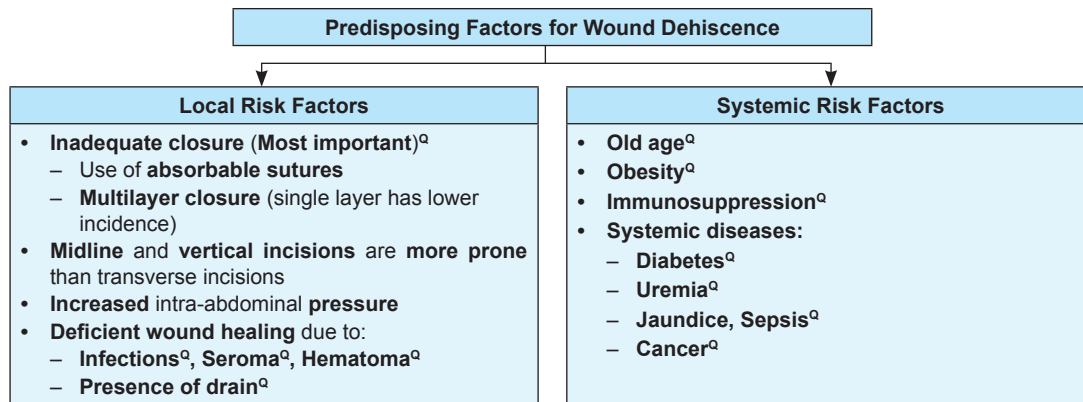 Predisposing Factors for Wound Dehiscence
Local Risk Factors
• Inadequate closure (Most important)Q
– Use of absorbable sutures
– Multilayer closure (single layer has lower
incidence)
• Midline and vertical incisions are more prone
than transverse incisions
• Increased intra-abdominal pressure
• Deficient wound healing due to:
– InfectionsQ, SeromaQ, HematomaQ
– Presence of drainQ
Systemic Risk Factors
• Old ageQ
• ObesityQ
• ImmunosuppressionQ
• Systemic diseases:
– DiabetesQ
– UremiaQ
– Jaundice, SepsisQ
– CancerQ